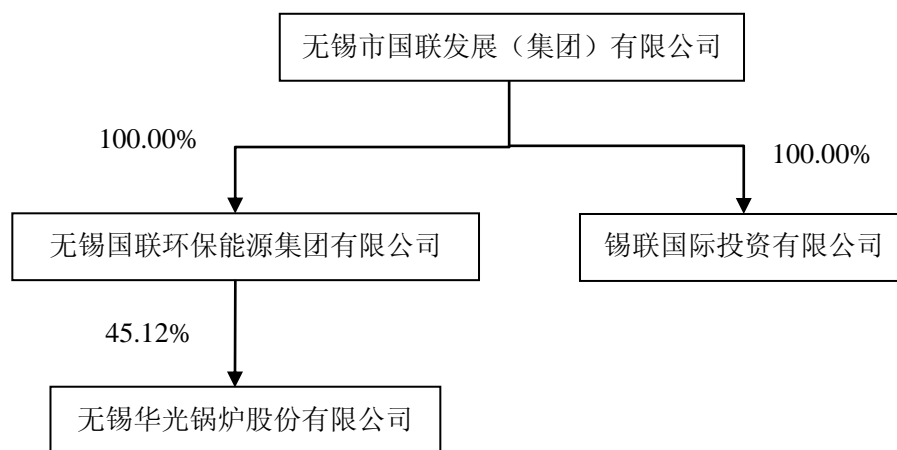 无锡市国联发展（集团）有限公司
100.00%
100.00%
无锡国联环保能源集团有限公司
锡联国际投资有限公司
45.12%
无锡华光锅炉股份有限公司